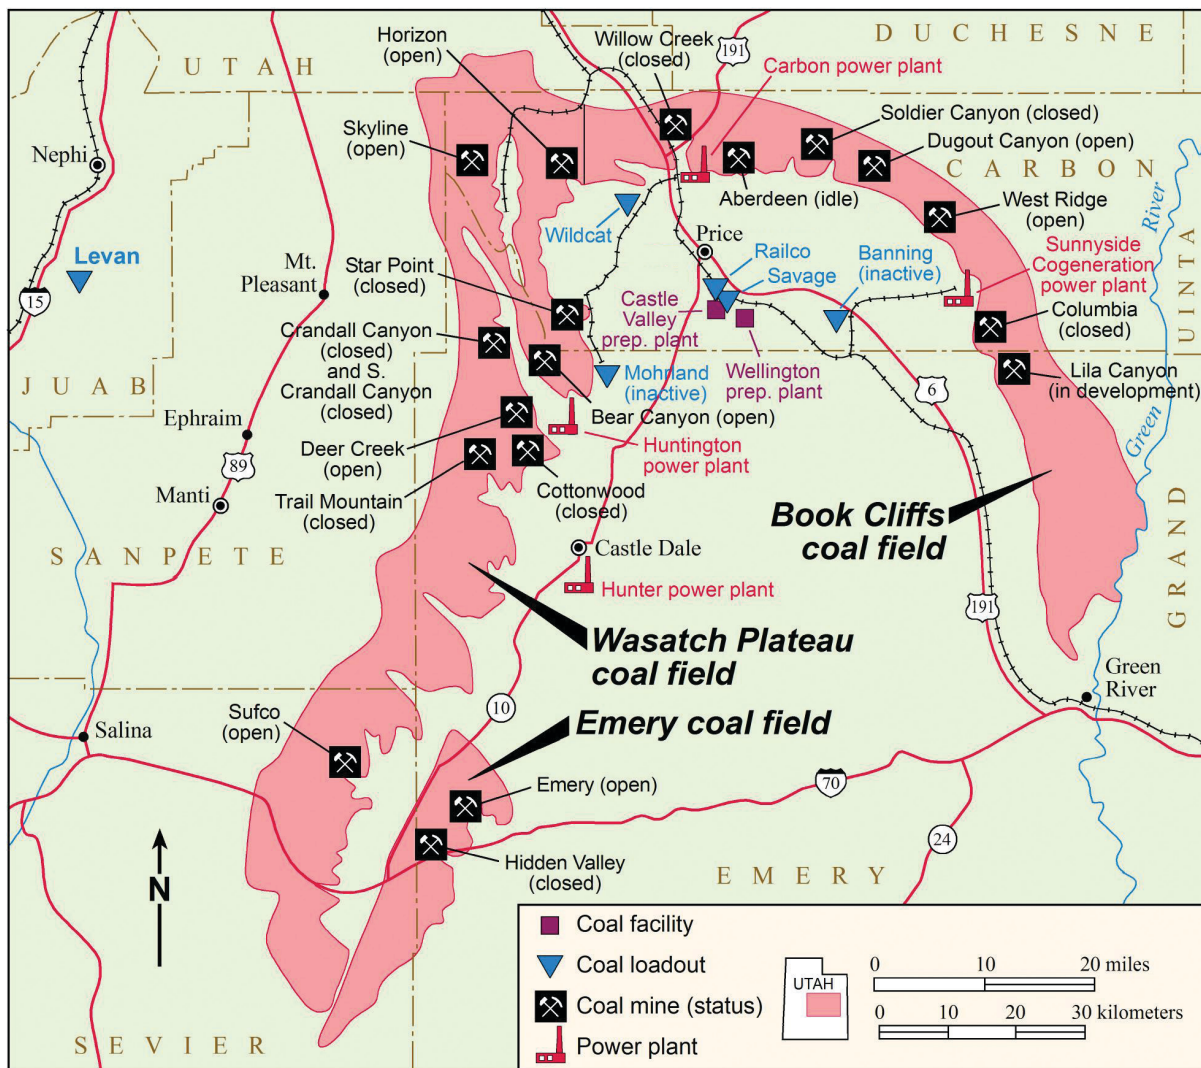 Horizon
(open)
Willow Creek
(closed)
191
DUCHESNE
UTAH
Carbon power plant
Soldier Canyon (closed)
Skyline
(open)
Dugout Canyon (open)
Nephi
CARBON
Aberdeen (idle)
West Ridge
(open)
River
Wildcat
Price
Levan
Mt.
Pleasant
Star Point
(closed)
Railco
Savage
Banning
(inactive)
Sunnyside
Cogeneration
power plant
UINTA
15
Castle
Valley
prep. plant
Columbia
(closed)
Crandall Canyon
(closed)
and S.
Crandall Canyon
(closed)
JUAB
Mohrland
(inactive)
Wellington
prep. plant
Lila Canyon
(in development)
6
Green
Ephraim
Bear Canyon (open)
Deer Creek
(open)
Huntington
power plant
89
Manti
Trail Mountain
(closed)
Cottonwood
(closed)
Book Cliffs
coal field
SANPETE
Castle Dale
GRAND
Hunter power plant
191
Wasatch Plateau
coal field
Green
River
10
Sufco
(open)
Emery coal field
Salina
70
Emery (open)
24
Hidden Valley
(closed)
EMERY
N
SEVIER
Coal facility
Coal loadout
Coal mine (status)
Power plant
UTAH
0 10 20 miles
0 10 20 30 kilometers